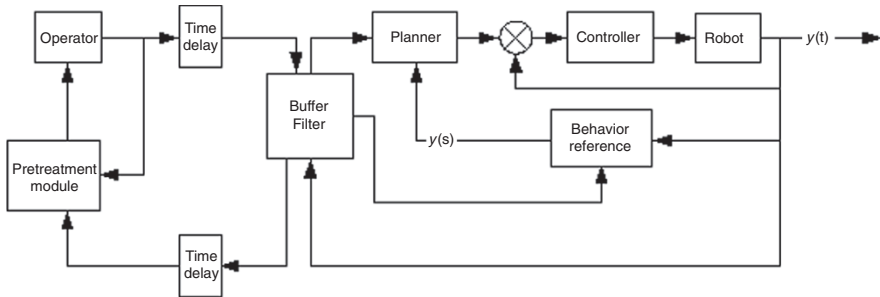 Operator
Time
delay
Planner
Controller
Robot
y(t)
Buffer
Filter
y(s)
Behavior
reference
Pretreatment
module
Time
delay